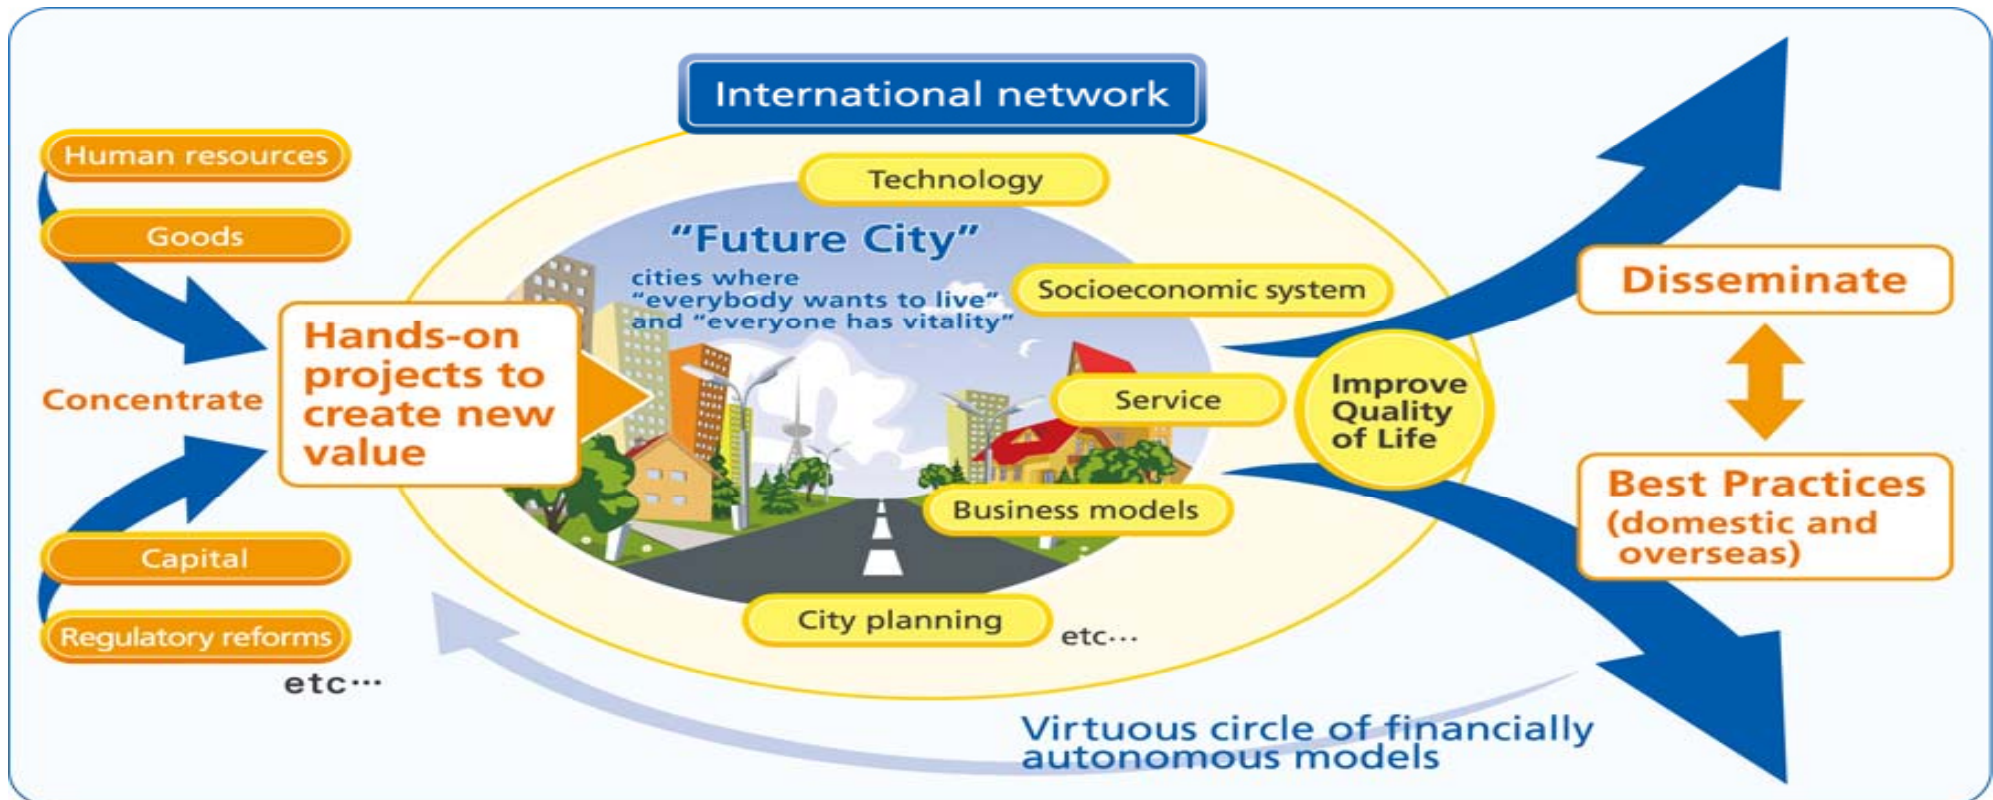 International network
Human resources
Goods
Concentrate
Capital
Regulatory reforms
etc…
Hands-on
projects to
create new
value
Technology
“Future City”
cities where
“everybody wants to live”
and “everyone has vitality”
Socioeconomic system
Service
Business models
City planning
etc…
Improve
Quality
of Life
Disseminate
Best Practices
(domestic and
overseas)
Virtuous circle of financially
autonomous models